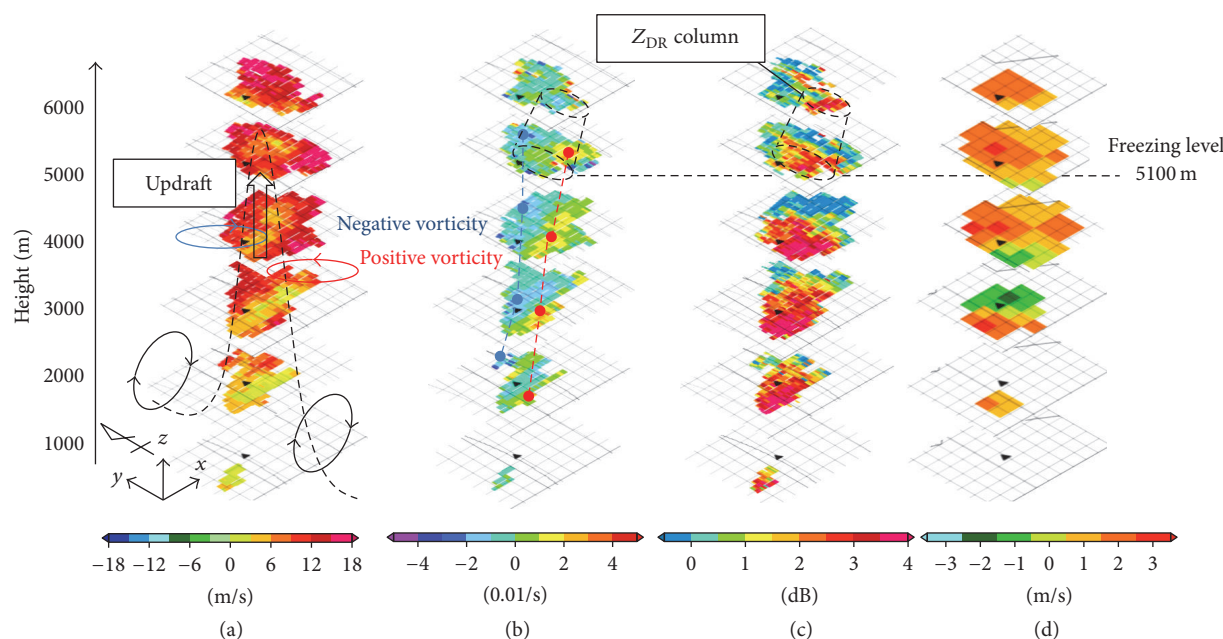 Z_DR column
6000
5000
4000
3000
2000
1000
Height (m)
Updraft
Negative vorticity
Positive vorticity
Freezing level
5100 m
z
y
x
−18 −12 −6 0 6 12 18
(m/s)
(a)
−4 −2 0 2 4
(0.01/s)
(b)
0 1 2 3 4
(dB)
(c)
−3 −2 −1 0 1 2 3
(m/s)
(d)